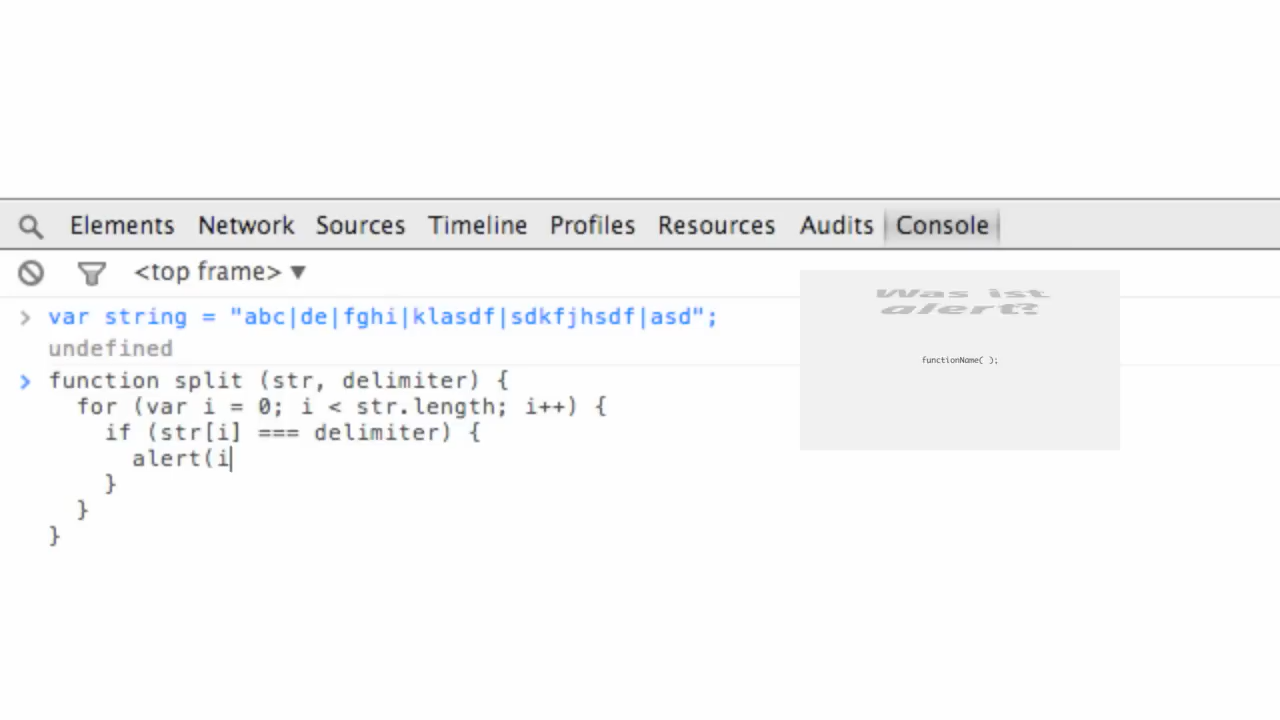 Elements Network Sources Timeline Profiles Resources Audits Console
<top frame> ▼
> var string = "abc|de|fghi|klasdf|sdkfjhsdf|asd";
undefined
> function split (str, delimiter) {
for (var i = 0; i < str.length; i++) {
if (str[i] === delimiter) {
alert(i
}
}
}
Was ist
alert?
functionName( );